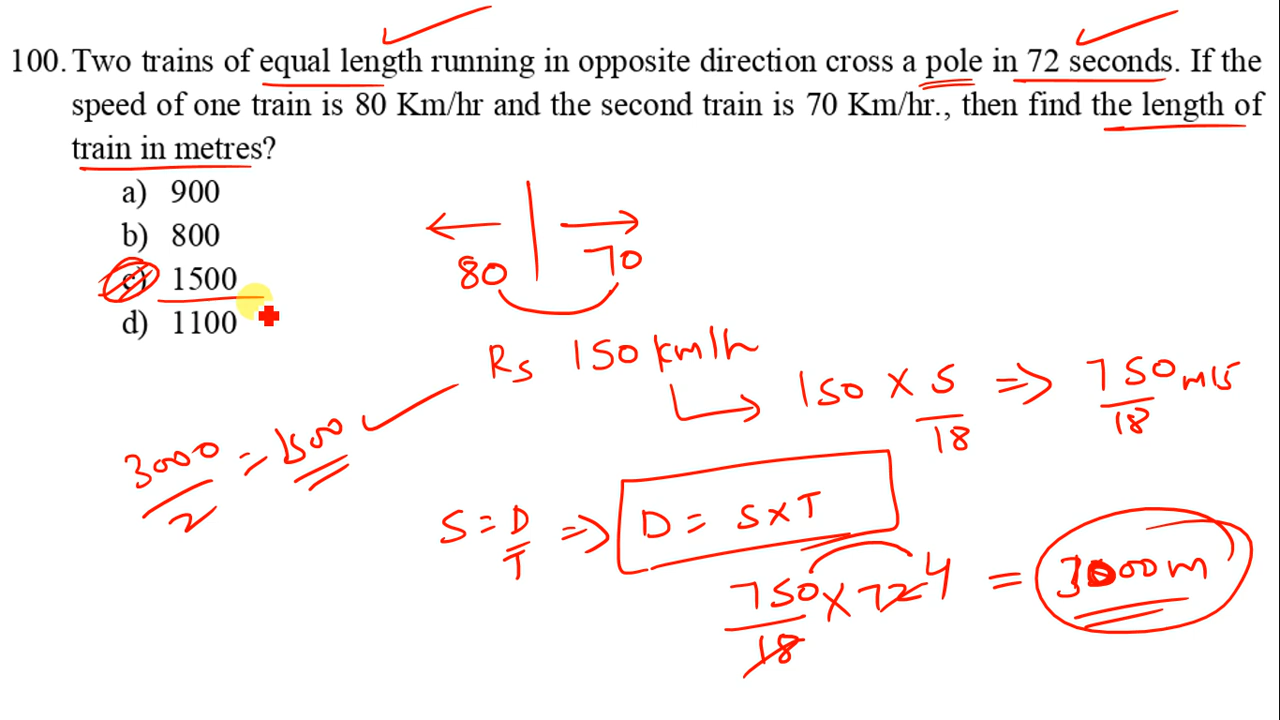 100. Two trains of equal length running in opposite direction cross a pole in 72 seconds. If the
speed of one train is 80 Km/hr and the second train is 70 Km/hr., then find the length of
train in metres?
a) 900
b) 800
c) 1500
d) 1100
80 70
Rs 150 km/h
150 × 5/18 => 750/18 m/s
3000/2 = 1500
S = D/T => D = S×T
750/18 × 72 4 = 3000m